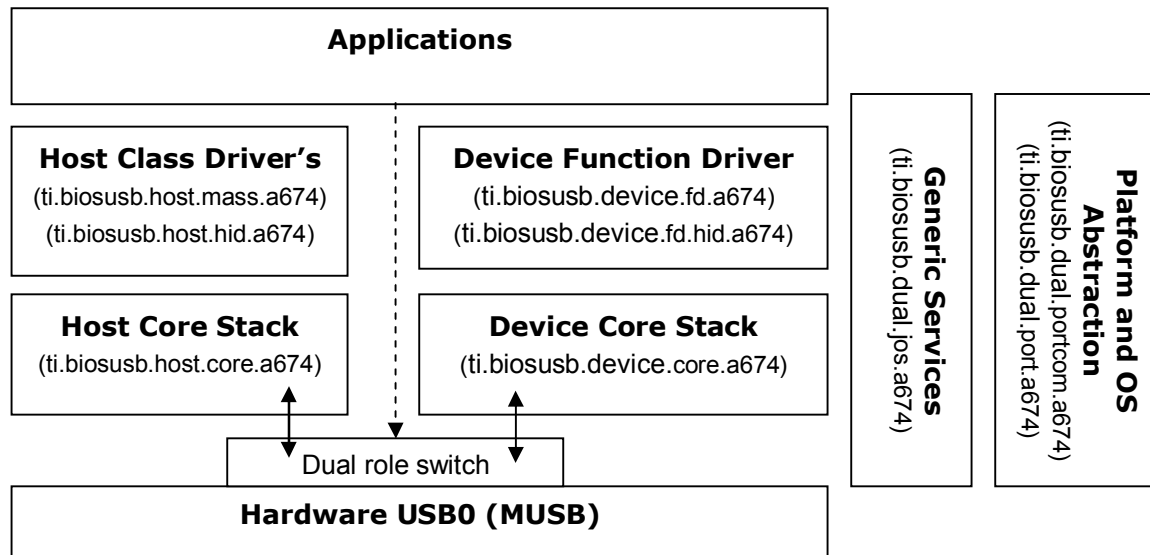 Applications
Host Class Driver's
(ti.biosusb.host.mass.a674)
(ti.biosusb.host.hid.a674)
Device Function Driver
(ti.biosusb.device.fd.a674)
(ti.biosusb.device.fd.hid.a674)
Host Core Stack
(ti.biosusb.host.core.a674)
Device Core Stack
(ti.biosusb.device.core.a674)
Dual role switch
Hardware USB0 (MUSB)
Generic Services
(ti.biosusb.dual.jos.a674)
Platform and OS
Abstraction
(ti.biosusb.dual.portcom.a674)
(ti.biosusb.dual.port.a674)